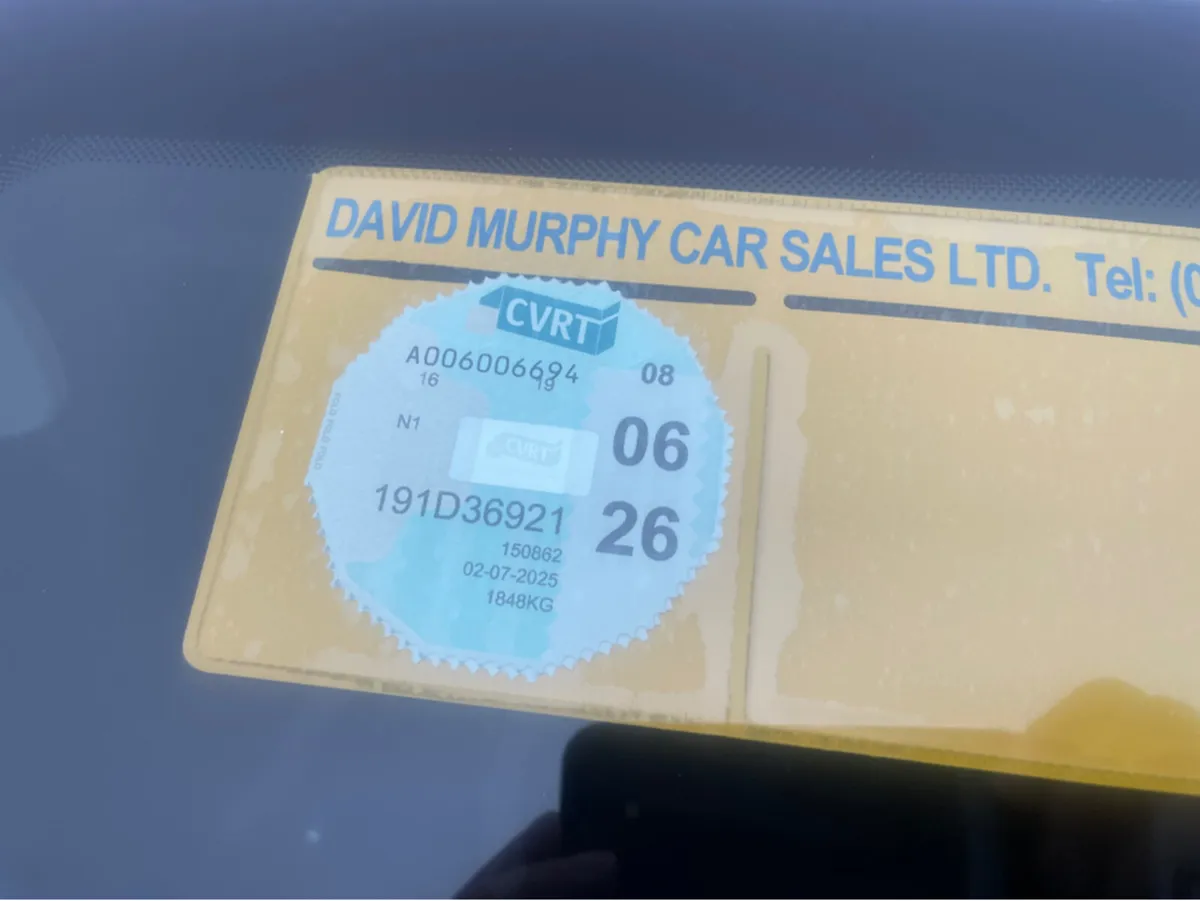 DAVID MURPHY CAR SALES LTD. Tel: (0
CVRT
A006006694
16 19
08
N1
CVRT
06
191D36921
26
150862
02-07-2025
1848KG